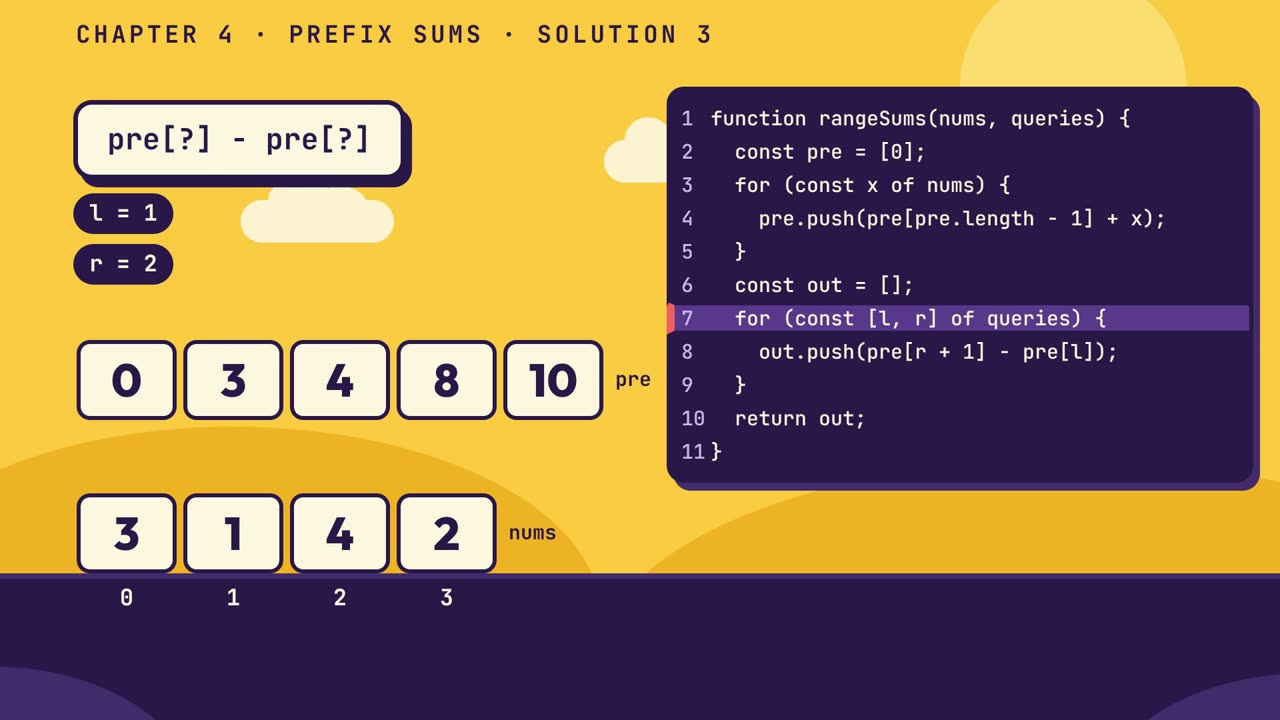 CHAPTER 4 · PREFIX SUMS · SOLUTION 3
pre[?] - pre[?]
l = 1
r = 2
0 3 4 8 10 pre
3 1 4 2 nums
0 1 2 3
1 function rangeSums(nums, queries) {
2 const pre = [0];
3 for (const x of nums) {
4 pre.push(pre[pre.length - 1] + x);
5 }
6 const out = [];
7 for (const [l, r] of queries) {
8 out.push(pre[r + 1] - pre[l]);
9 }
10 return out;
11 }